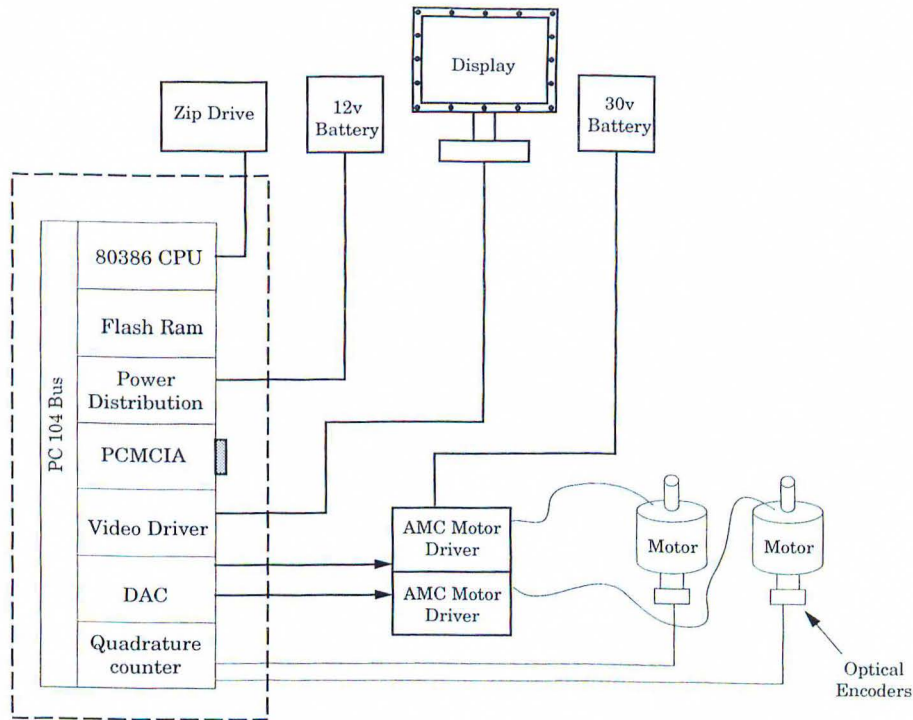 Display
Zip Drive
12v
Battery
30v
Battery
PC 104 Bus
80386 CPU
Flash Ram
Power
Distribution
PCMCIA
Video Driver
DAC
Quadrature
counter
AMC Motor
Driver
AMC Motor
Driver
Motor
Motor
Optical
Encoders